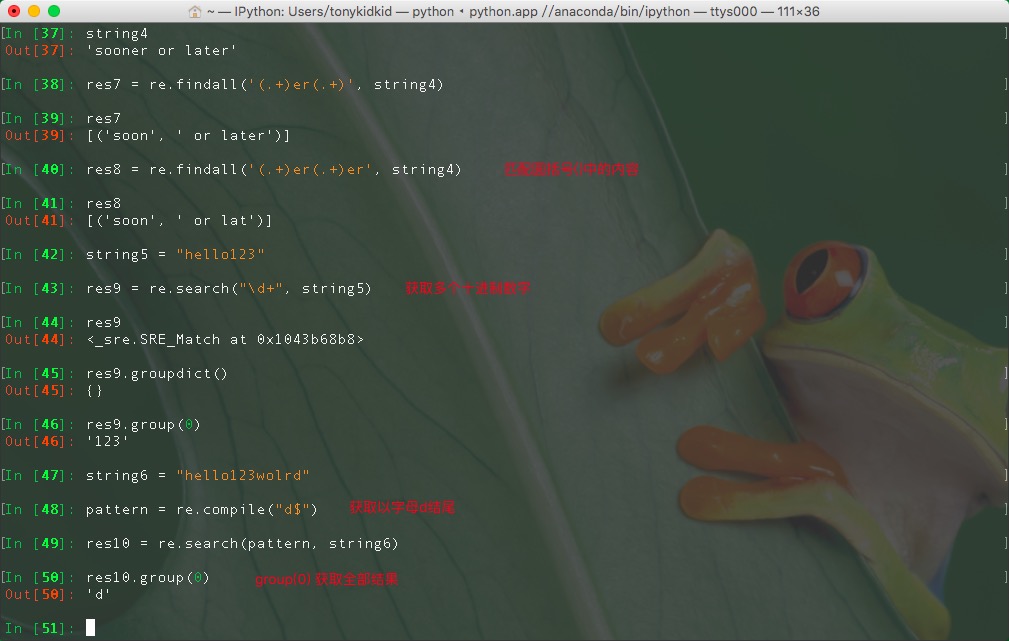 ~ — IPython: Users/tonykidkid — python • python.app //anaconda/bin/ipython — ttys000 — 111×36
[In [37]: string4 ]
Out[37]: 'sooner or later'
[In [38]: res7 = re.findall('(.+)er(.+)', string4) ]
[In [39]: res7 ]
Out[39]: [('soon', ' or later')]
[In [40]: res8 = re.findall('(.+)er(.+)er', string4) 匹配圆括号()中的内容 ]
[In [41]: res8 ]
Out[41]: [('soon', ' or lat')]
[In [42]: string5 = "hello123" ]
[In [43]: res9 = re.search("\d+", string5) 获取多个十进制数字 ]
[In [44]: res9 ]
Out[44]: <_sre.SRE_Match at 0x1043b68b8>
[In [45]: res9.groupdict() ]
Out[45]: {}
[In [46]: res9.group(0) ]
Out[46]: '123'
[In [47]: string6 = "hello123wolrd" ]
[In [48]: pattern = re.compile("d$") 获取以字母d结尾 ]
[In [49]: res10 = re.search(pattern, string6) ]
[In [50]: res10.group(0) group(0) 获取全部结果 ]
Out[50]: 'd'
In [51]: